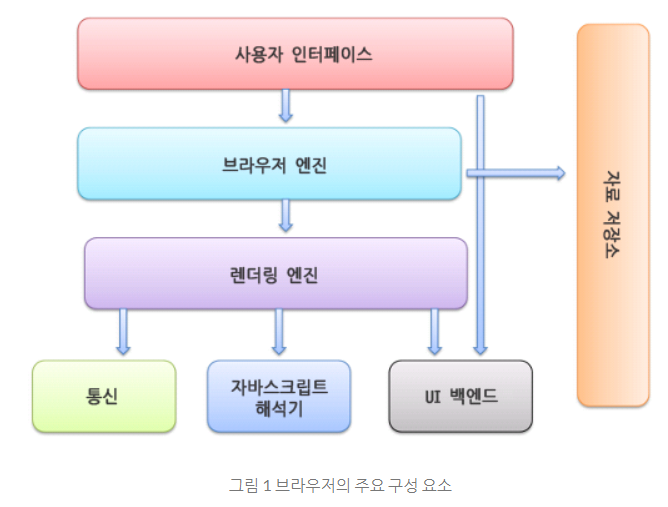 사용자 인터페이스
브라우저 엔진
자료 저장소
렌더링 엔진
통신
자바스크립트
해석기
UI 백엔드
그림 1 브라우저의 주요 구성 요소